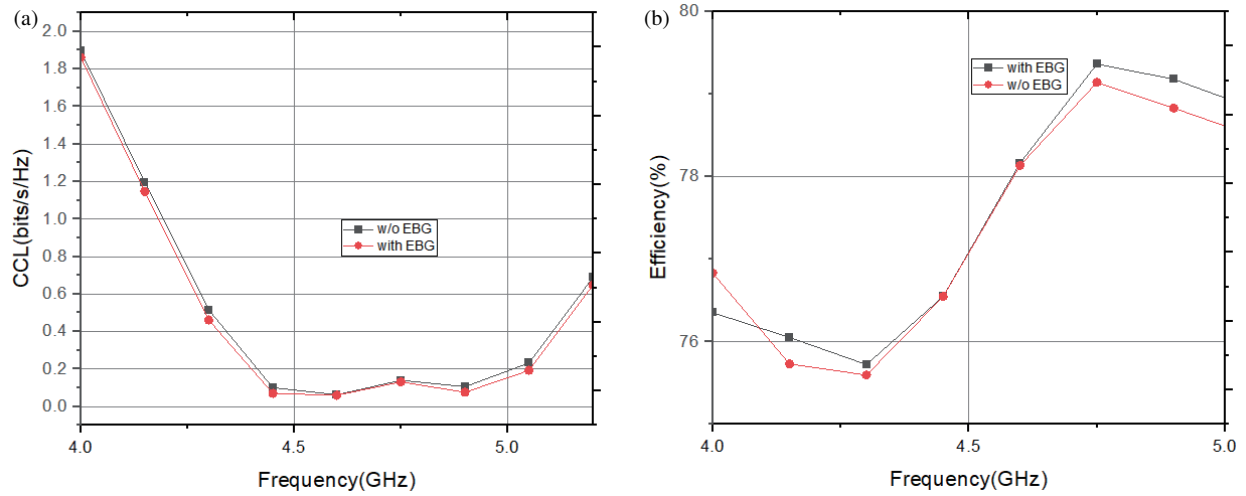 (a)
CCL(bits/s/Hz)
2.0
1.8
1.6
1.4
1.2
1.0
0.8
0.6
0.4
0.2
0.0
w/o EBG
with EBG
4.0 4.5 5.0
Frequency(GHz)
(b)
Efficiency(%)
80
78
76
with EBG
w/o EBG
4.0 4.5 5.0
Frequency(GHz)